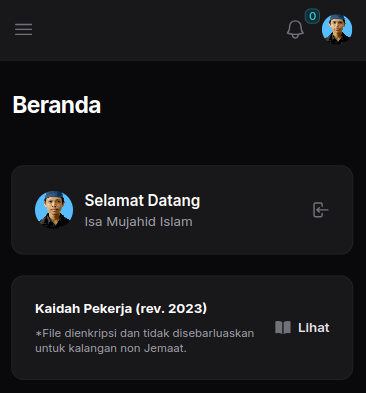 0
Beranda
Selamat Datang
Isa Mujahid Islam
Kaidah Pekerja (rev. 2023)
*File dienkripsi dan tidak disebarluaskan
untuk kalangan non Jemaat.
Lihat